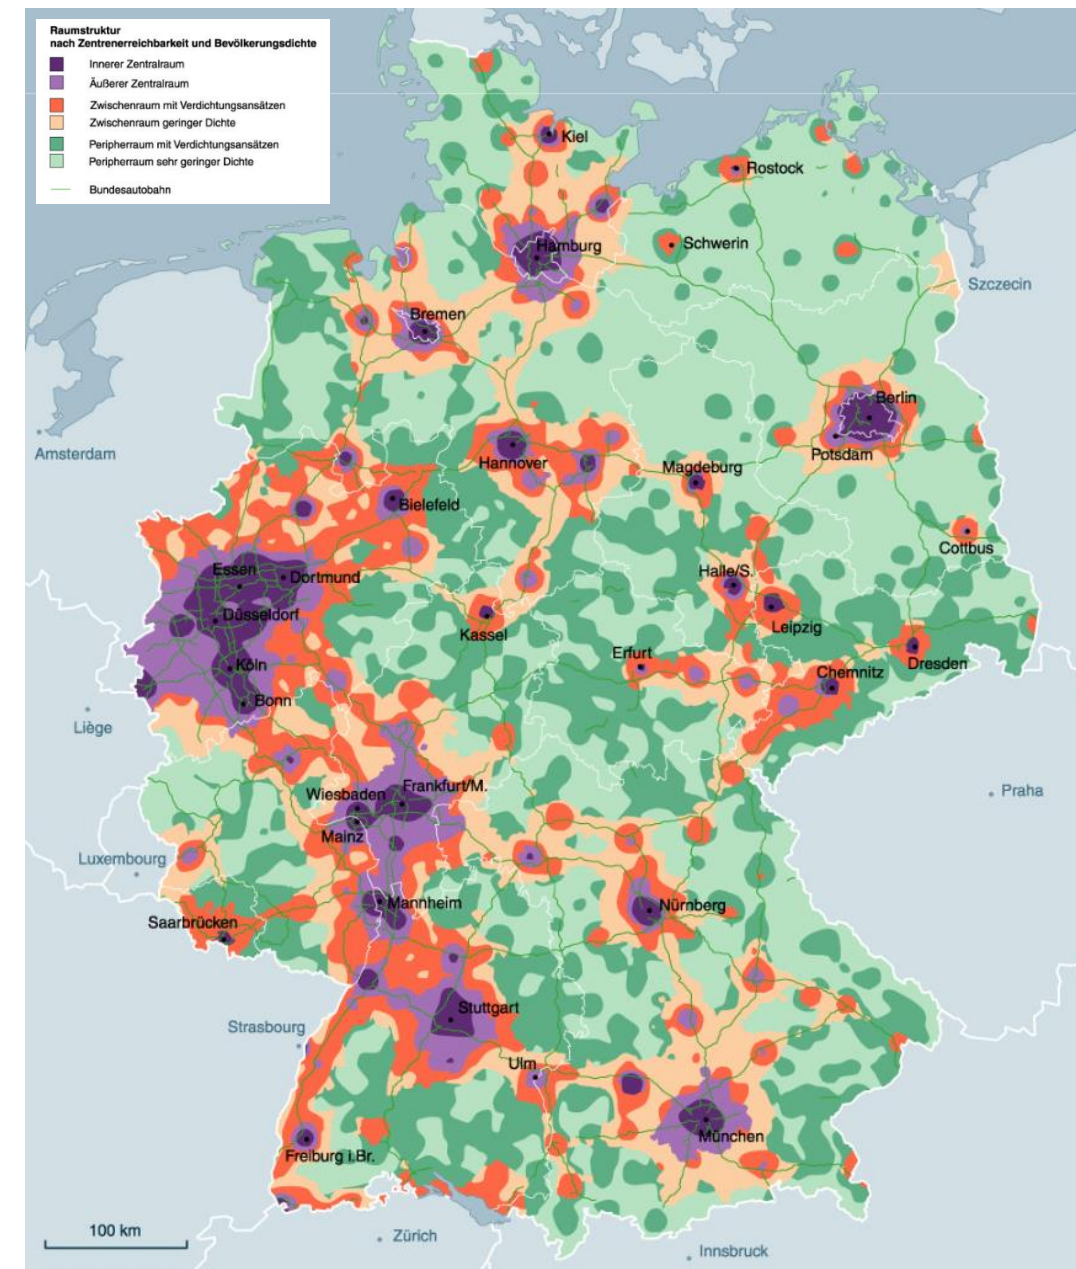 Raumstruktur
nach Zentrenerreichbarkeit und Bevölkerungsdichte
Innerer Zentralraum
Äußerer Zentralraum
Zwischenraum mit Verdichtungsansätzen
Zwischenraum geringer Dichte
Peripherraum mit Verdichtungsansätzen
Peripherraum sehr geringer Dichte
Bundesautobahn
Kiel
Rostock
Hamburg
Schwerin
Szczecin
Bremen
Berlin
Amsterdam
Potsdam
Hannover
Magdeburg
Bielefeld
Cottbus
Essen
Dortmund
Halle/S.
Düsseldorf
Leipzig
Kassel
Köln
Erfurt
Dresden
Chemnitz
Bonn
Liège
Frankfurt/M.
Wiesbaden
Praha
Mainz
Luxembourg
Mannheim
Nürnberg
Saarbrücken
Stuttgart
Strasbourg
Ulm
München
Freiburg i.Br.
100 km
Zürich
Innsbruck